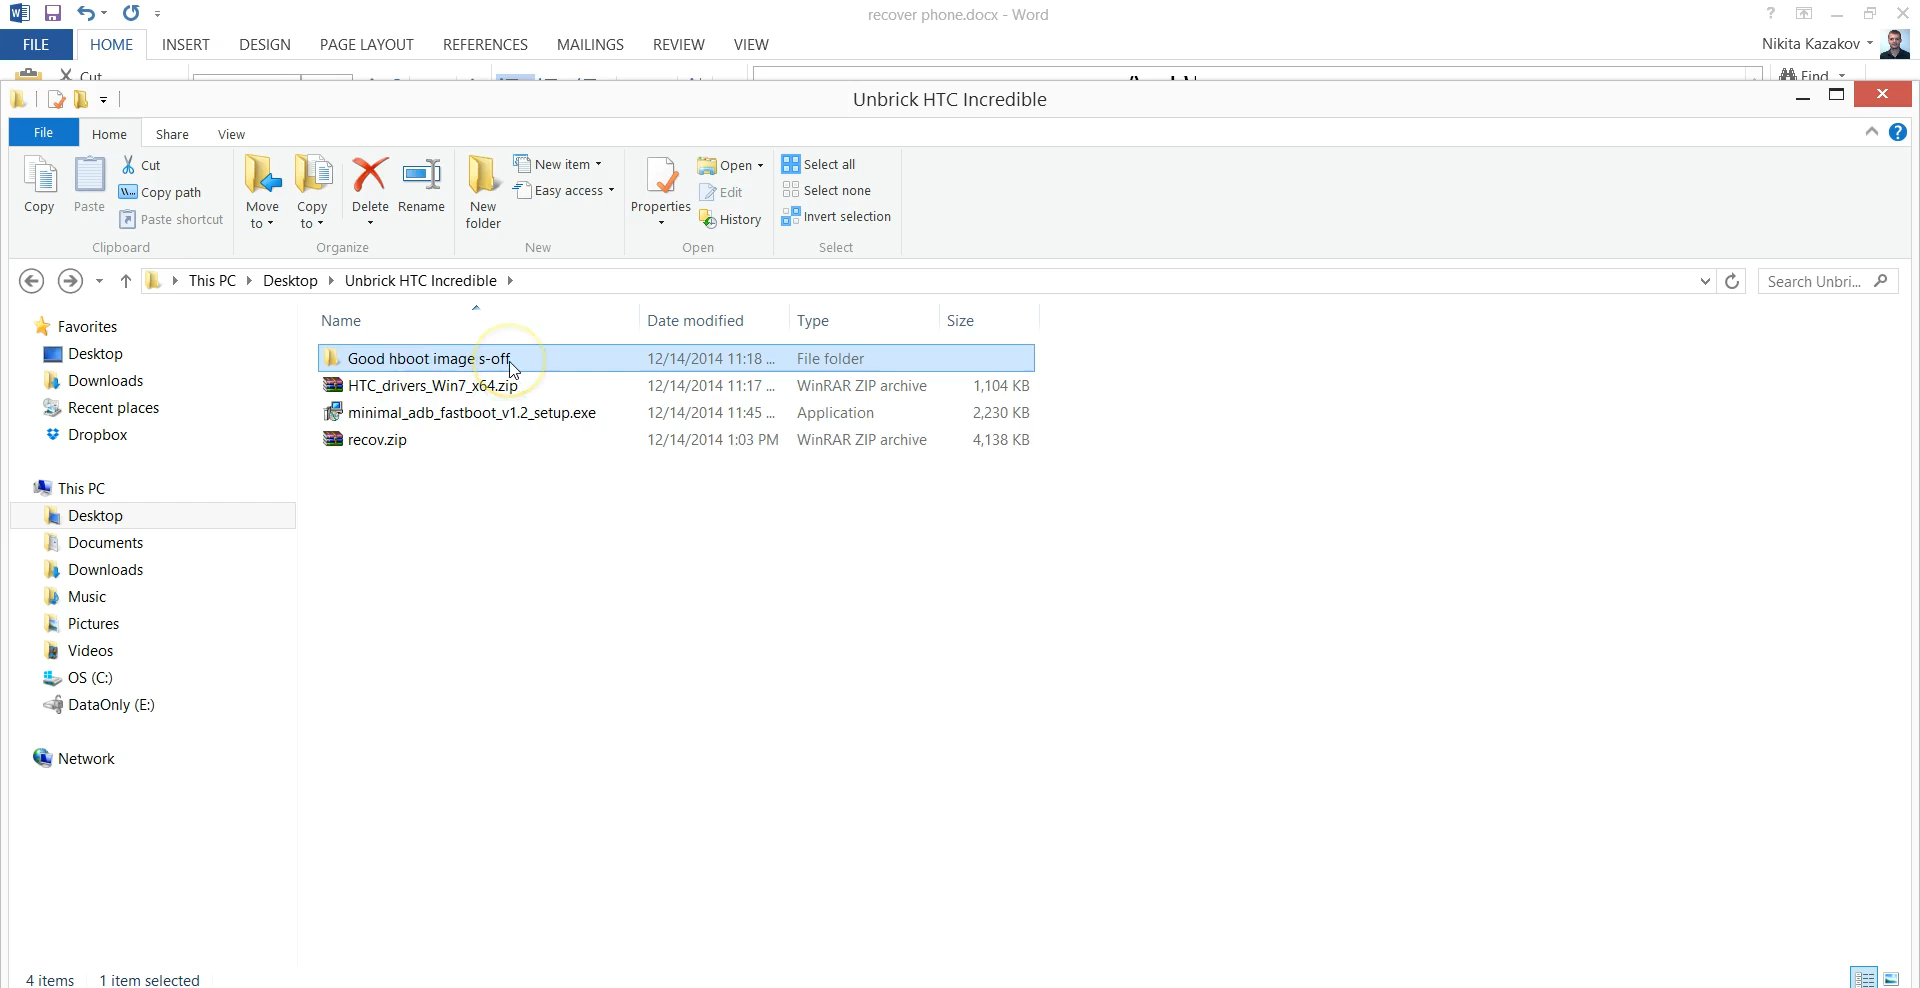 recover phone.docx - Word
FILE HOME INSERT DESIGN PAGE LAYOUT REFERENCES MAILINGS REVIEW VIEW
Nikita Kazakov
Cut
Find
Unbrick HTC Incredible
File Home Share View
Copy
Paste
Cut
Copy path
Paste shortcut
Clipboard
Move to
Copy to
Delete
Rename
Organize
New folder
New item
Easy access
New
Properties
Open
Edit
History
Open
Select all
Select none
Invert selection
Select
This PC Desktop Unbrick HTC Incredible
Search Unbri...
Favorites
Desktop
Downloads
Recent places
Dropbox
This PC
Desktop
Documents
Downloads
Music
Pictures
Videos
OS (C:)
DataOnly (E:)
Network
Name Date modified Type Size
Good hboot image s-off 12/14/2014 11:18 ... File folder
HTC_drivers_Win7_x64.zip 12/14/2014 11:17 ... WinRAR ZIP archive 1,104 KB
minimal_adb_fastboot_v1.2_setup.exe 12/14/2014 11:45 ... Application 2,230 KB
recov.zip 12/14/2014 1:03 PM WinRAR ZIP archive 4,138 KB
4 items 1 item selected